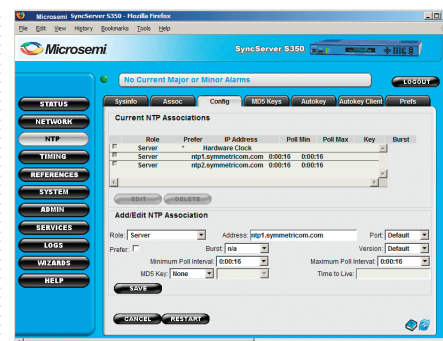 Microsemi SyncServer S350 - Mozilla Firefox
File Edit View History Bookmarks Tools Help
Microsemi
SyncServer S350
No Current Major or Minor Alarms
LOGOUT
STATUS
NETWORK
NTP
TIMING
REFERENCES
SYSTEM
ADMIN
SERVICES
LOGS
WIZARDS
HELP
Sysinfo Assoc Config MD5 Keys Autokey Autokey Client Prefs
Current NTP Associations
Role Prefer IP Address Poll Min Poll Max Key Burst
Server * Hardware Clock
Server ntp1.symmetricom.com 0:00:16 0:00:16
Server ntp2.symmetricom.com 0:00:16 0:00:16
EDIT DELETE
Add/Edit NTP Association
Role: Server Address: ntp1.symmetricom.com Port: Default
Prefer: Burst: n/a Version: Default
Minimum Poll Interval: 0:00:16 Maximum Poll Interval: 0:00:16
MD5 Key: None Time to Live:
SAVE
CANCEL RESTART